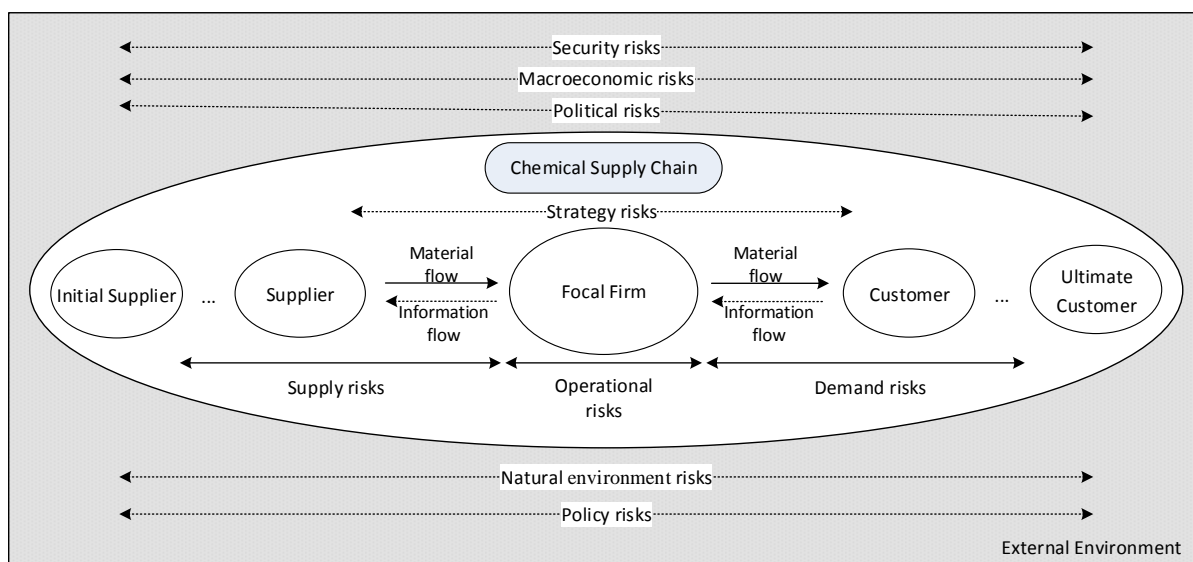 Security risks
Macroeconomic risks
Political risks
Chemical Supply Chain
Strategy risks
Initial Supplier
...
Supplier
Material
flow
Information
flow
Focal Firm
Material
flow
Information
flow
Customer
...
Ultimate
Customer
Supply risks
Operational
risks
Demand risks
Natural environment risks
Policy risks
External Environment